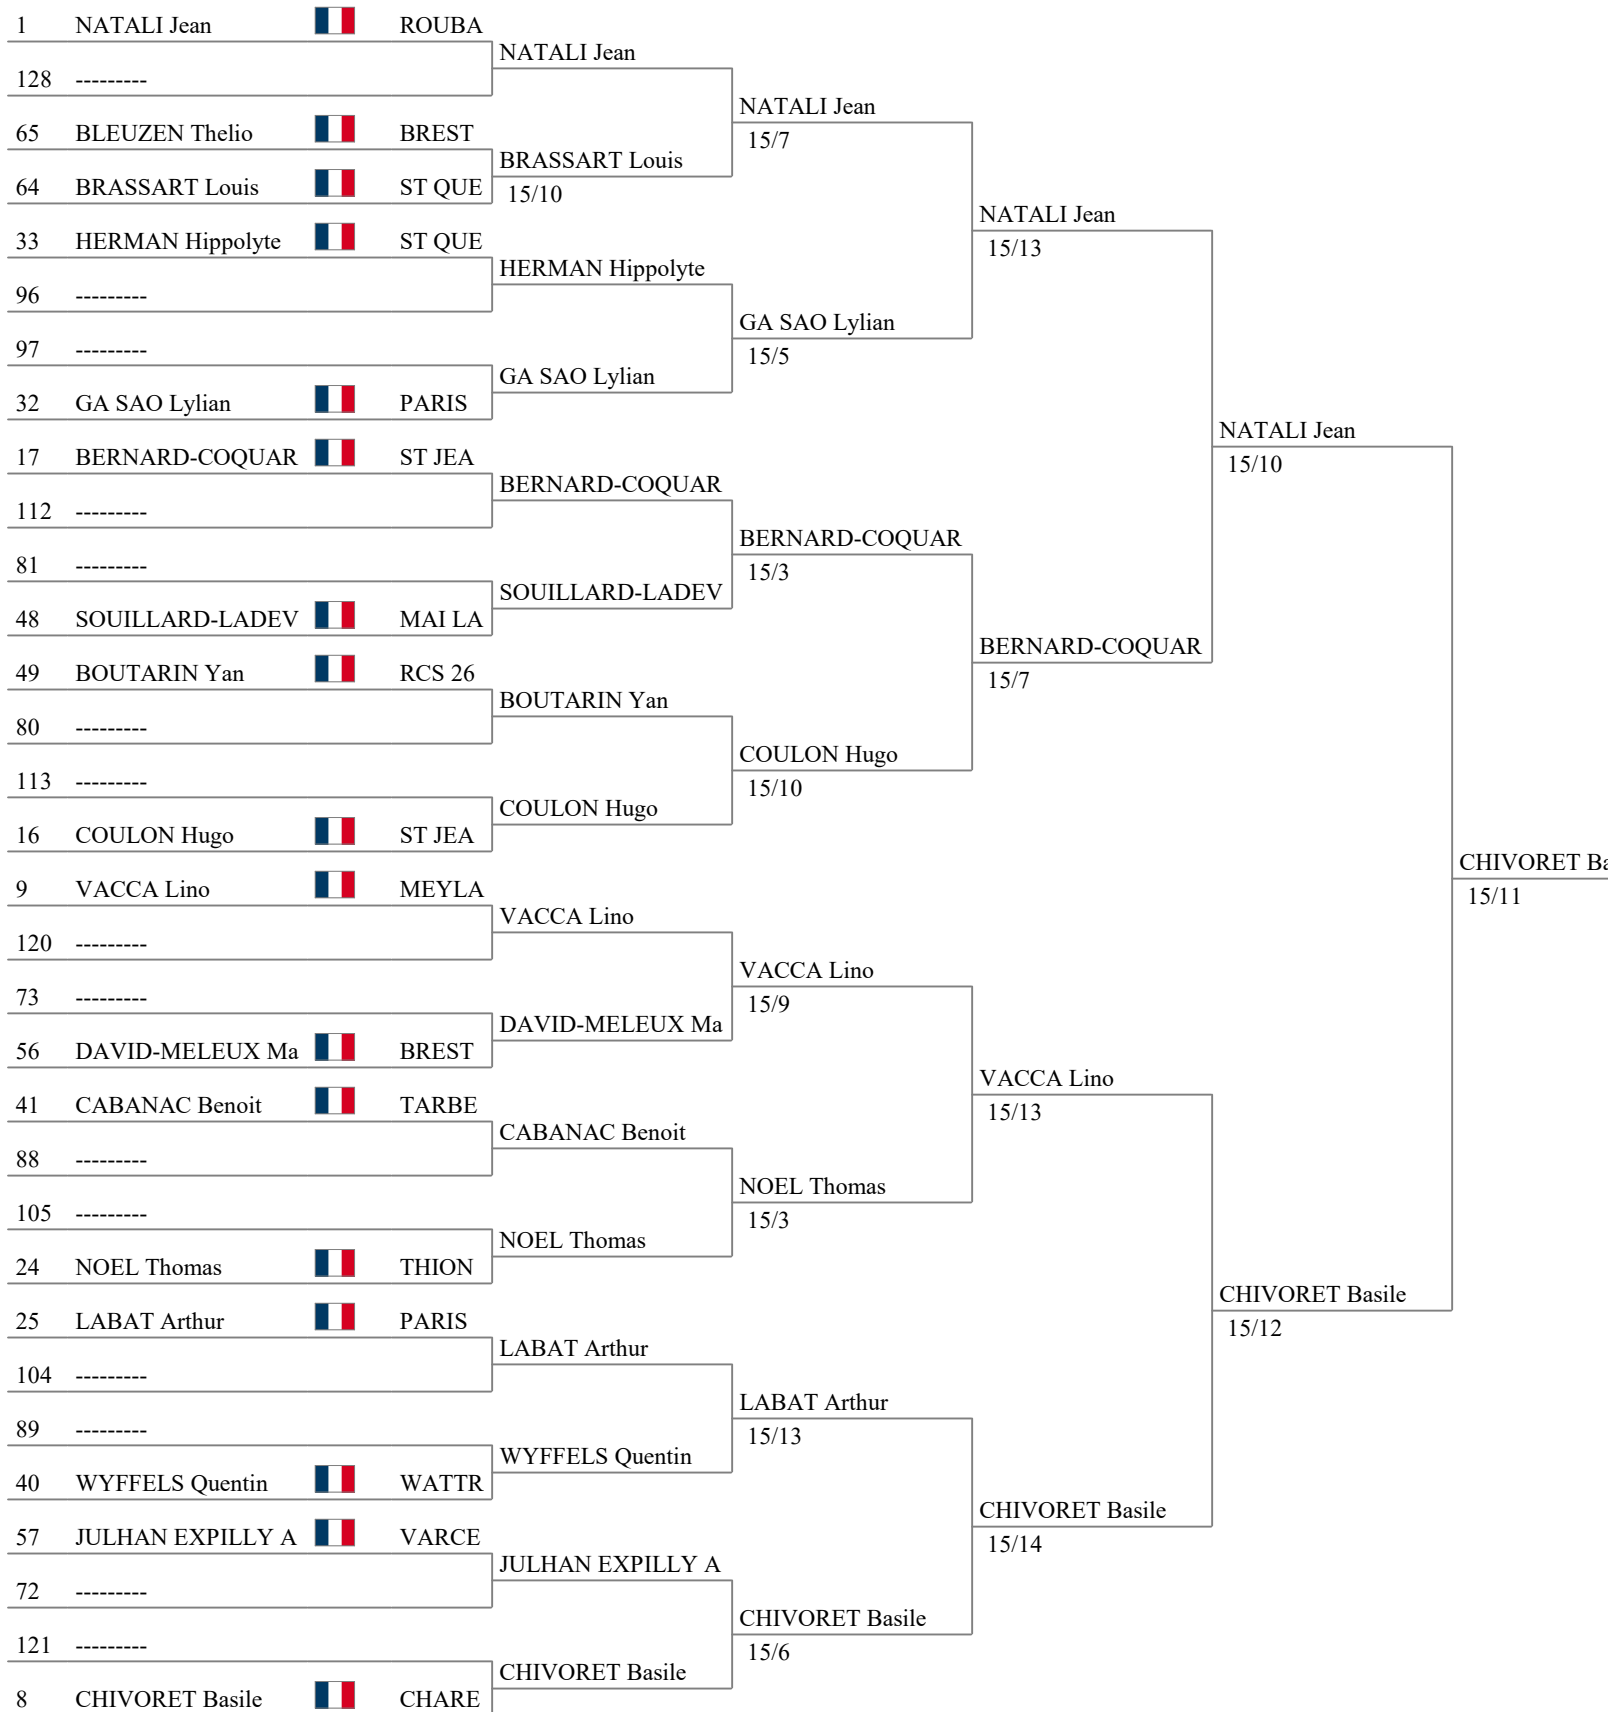 1 NATALI Jean ROUBA
NATALI Jean
128 ---------
NATALI Jean
65 BLEUZEN Thelio BREST
15/7
BRASSART Louis
64 BRASSART Louis ST QUE
15/10
NATALI Jean
33 HERMAN Hippolyte ST QUE
15/13
HERMAN Hippolyte
96 ---------
GA SAO Lylian
97 ---------
15/5
GA SAO Lylian
32 GA SAO Lylian PARIS
NATALI Jean
17 BERNARD-COQUAR ST JEA
15/10
BERNARD-COQUAR
112 ---------
BERNARD-COQUAR
81 ---------
15/3
SOUILLARD-LADEV
48 SOUILLARD-LADEV MAI LA
BERNARD-COQUAR
49 BOUTARIN Yan RCS 26
15/7
BOUTARIN Yan
80 ---------
COULON Hugo
113 ---------
15/10
COULON Hugo
16 COULON Hugo ST JEA
CHIVORET Ba
9 VACCA Lino MEYLA
15/11
VACCA Lino
120 ---------
VACCA Lino
73 ---------
15/9
DAVID-MELEUX Ma
56 DAVID-MELEUX Ma BREST
VACCA Lino
41 CABANAC Benoit TARBE
15/13
CABANAC Benoit
88 ---------
NOEL Thomas
105 ---------
15/3
NOEL Thomas
24 NOEL Thomas THION
CHIVORET Basile
25 LABAT Arthur PARIS
15/12
LABAT Arthur
104 ---------
LABAT Arthur
89 ---------
15/13
WYFFELS Quentin
40 WYFFELS Quentin WATTR
CHIVORET Basile
57 JULHAN EXPILLY A VARCE
15/14
JULHAN EXPILLY A
72 ---------
CHIVORET Basile
121 ---------
15/6
CHIVORET Basile
8 CHIVORET Basile CHARE